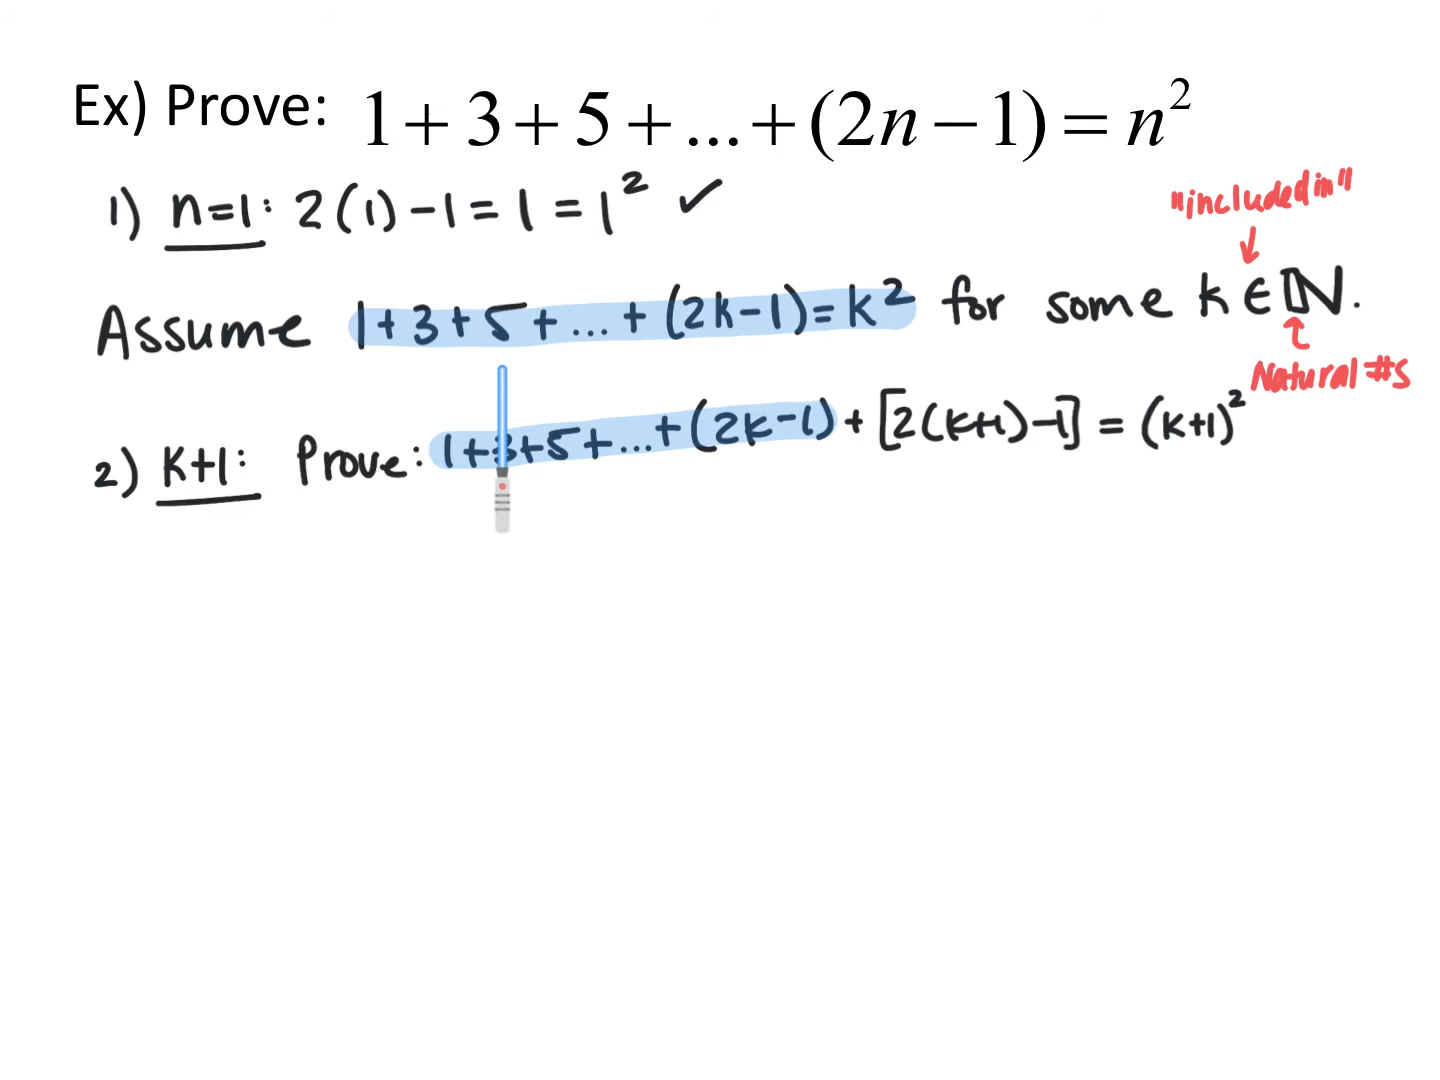 Ex) Prove: 1+3+5+...+(2n−1)=n²
1) n=1: 2(1)-1=1=1² ✓
"included in"
↓
Assume 1+3+5+...+(2k-1)=k² for some k∈ℕ.
Natural #s
2) k+1: Prove: 1+3+5+...+(2k-1)+[2(k+1)-1]=(k+1)²